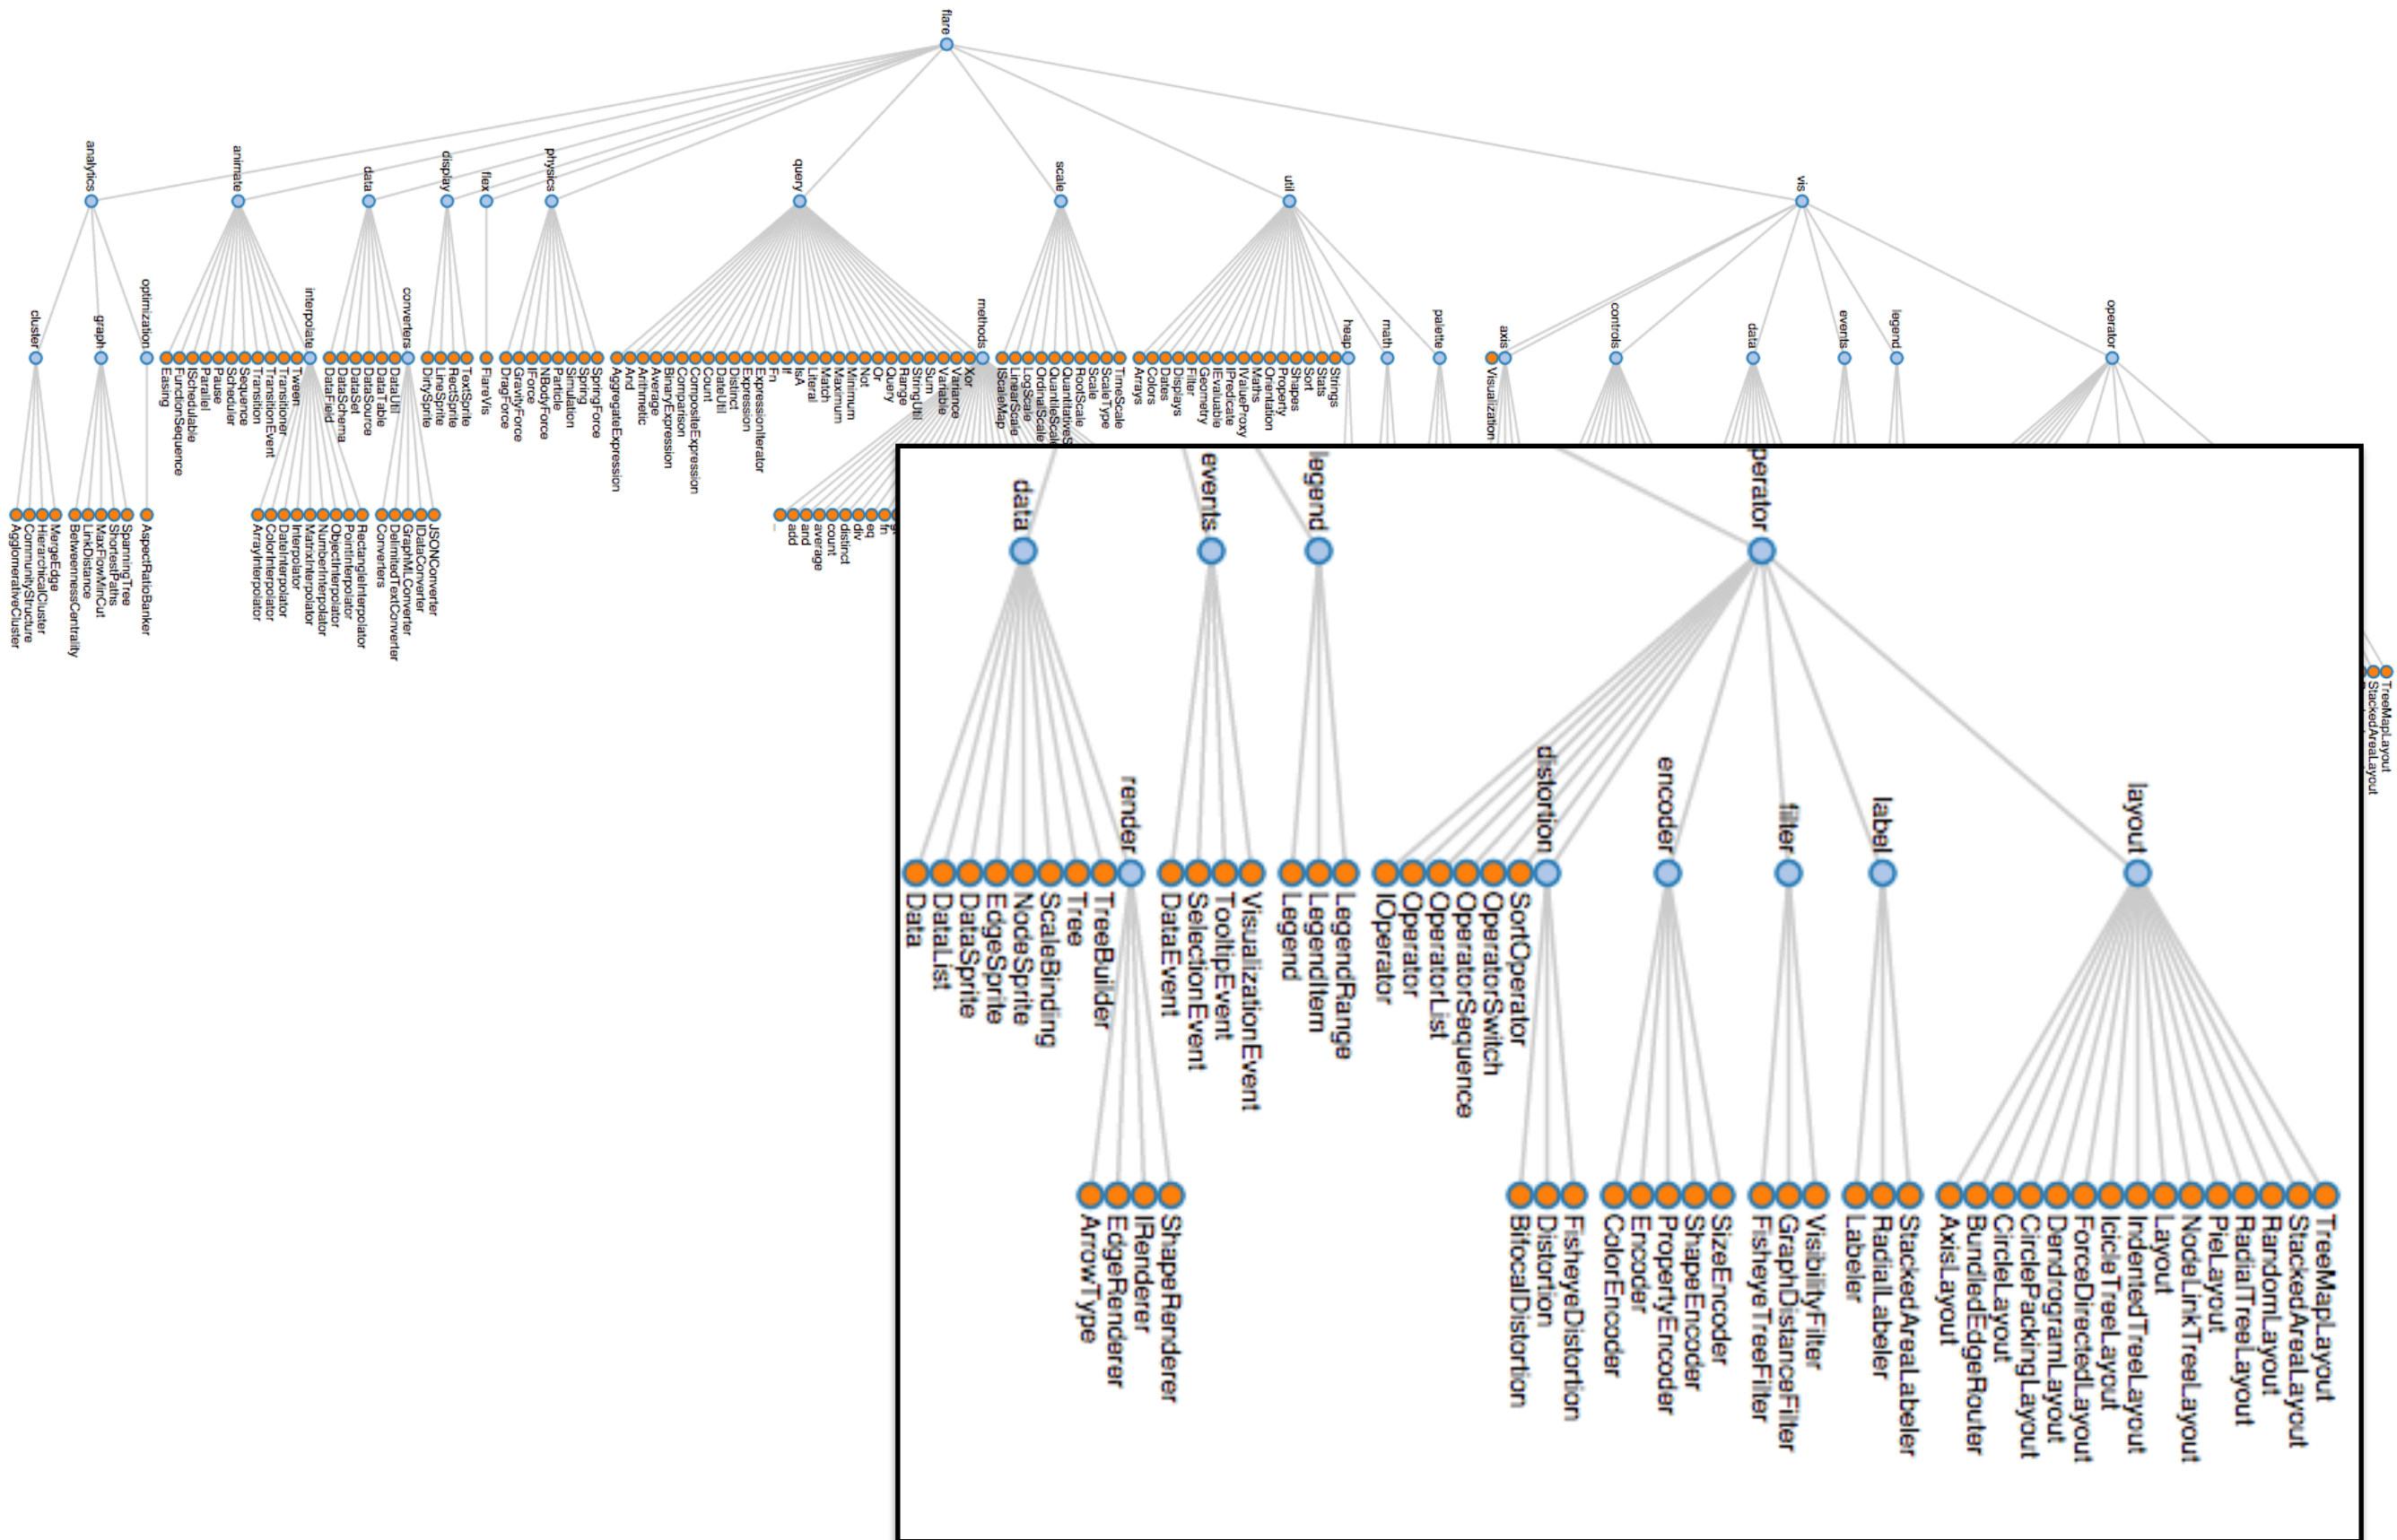 flare
analytics
animate
data
display
flex
physics
query
scale
util
vis
cluster
graph
optimization
interpolate
converters
methods
heap
math
palette
axis
controls
data
events
legend
operator
Easing
FunctionSequence
ISchedulable
Parallel
Pause
Scheduler
Sequence
Transition
TransitionEvent
Transitioner
Tween
DataField
DataSchema
DataSet
DataSource
DataTable
DataUtil
DirtySprite
LineSprite
RectSprite
TextSprite
FlareVis
DragForce
GravityForce
IForce
NBodyForce
Particle
Simulation
Spring
SpringForce
AggregateExpression
And
Arithmetic
Average
BinaryExpression
Comparison
CompositeExpression
Count
DateUtil
Distinct
Expression
ExpressionIterator
Fn
If
IsA
Literal
Match
Maximum
Minimum
Not
Or
Query
Range
StringUtil
Sum
Variable
Variance
Xor
IScaleMap
LinearScale
LogScale
OrdinalScale
QuantileScale
QuantitativeS
RootScale
Scale
ScaleType
TimeScale
Arrays
Colors
Dates
Displays
Filter
Geometry
IEvaluable
IPredicate
IValueProxy
Maths
Orientation
Property
Shapes
Sort
Stats
Strings
Visualization
AgglomerativeCluster
CommunityStructure
HierarchicalCluster
MergeEdge
BetweennessCentrality
LinkDistance
MaxFlowMinCut
ShortestPaths
SpanningTree
AspectRatioBanker
ArrayInterpolator
ColorInterpolator
DateInterpolator
Interpolator
MatrixInterpolator
NumberInterpolator
ObjectInterpolator
PointInterpolator
RectangleInterpolator
Converters
DelimitedTextConverter
GraphMLConverter
IDataConverter
JSONConverter
_
add
and
average
count
distinct
div
eq
fn
StackedAreaLayout
TreeMapLayout
data
events
legend
perator
render
distortion
encoder
filter
label
layout
Data
DataList
DataSprite
EdgeSprite
NodeSprite
ScaleBinding
Tree
TreeBuilder
DataEvent
SelectionEvent
TooltipEvent
VisualizationEvent
Legend
LegendItem
LegendRange
IOperator
Operator
OperatorList
OperatorSequence
OperatorSwitch
SortOperator
ArrowType
EdgeRenderer
IRenderer
ShapeRenderer
BifocalDistortion
Distortion
FisheyeDistortion
ColorEncoder
Encoder
PropertyEncoder
ShapeEncoder
SizeEncoder
FisheyeTreeFilter
GraphDistanceFilter
VisibilityFilter
Labeler
RadialLabeler
StackedAreaLabeler
AxisLayout
BundledEdgeRouter
CircleLayout
CirclePackingLayout
DendrogramLayout
ForceDirectedLayout
IcicleTreeLayout
IndentedTreeLayout
Layout
NodeLinkTreeLayout
PieLayout
RadialTreeLayout
RandomLayout
StackedAreaLayout
TreeMapLayout